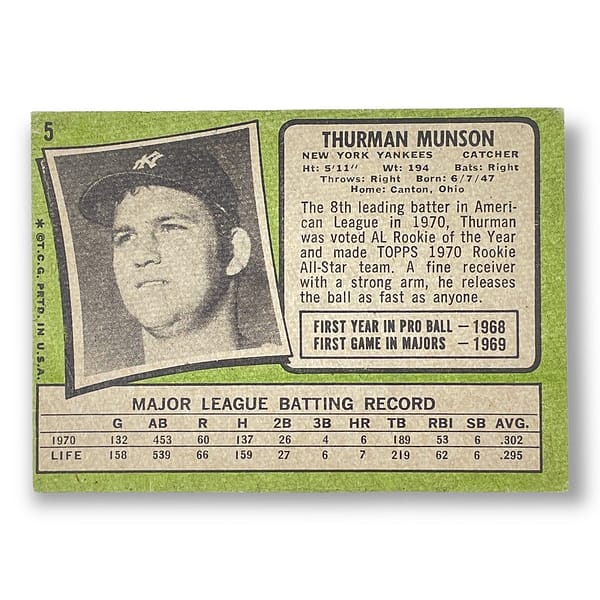 5
* ©T.C.G. PRTD. IN U.S.A.
NY
THURMAN MUNSON
NEW YORK YANKEES CATCHER
Ht: 5'11" Wt: 194 Bats: Right
Throws: Right Born: 6/7/47
Home: Canton, Ohio
The 8th leading batter in Ameri-
can League in 1970, Thurman
was voted AL Rookie of the Year
and made TOPPS 1970 Rookie
All-Star team. A fine receiver
with a strong arm, he releases
the ball as fast as anyone.
FIRST YEAR IN PRO BALL — 1968
FIRST GAME IN MAJORS — 1969
MAJOR LEAGUE BATTING RECORD
G AB R H 2B 3B HR TB RBI SB AVG.
1970 132 453 60 137 26 4 6 189 53 6 .302
LIFE 158 539 66 159 27 6 7 219 62 6 .295